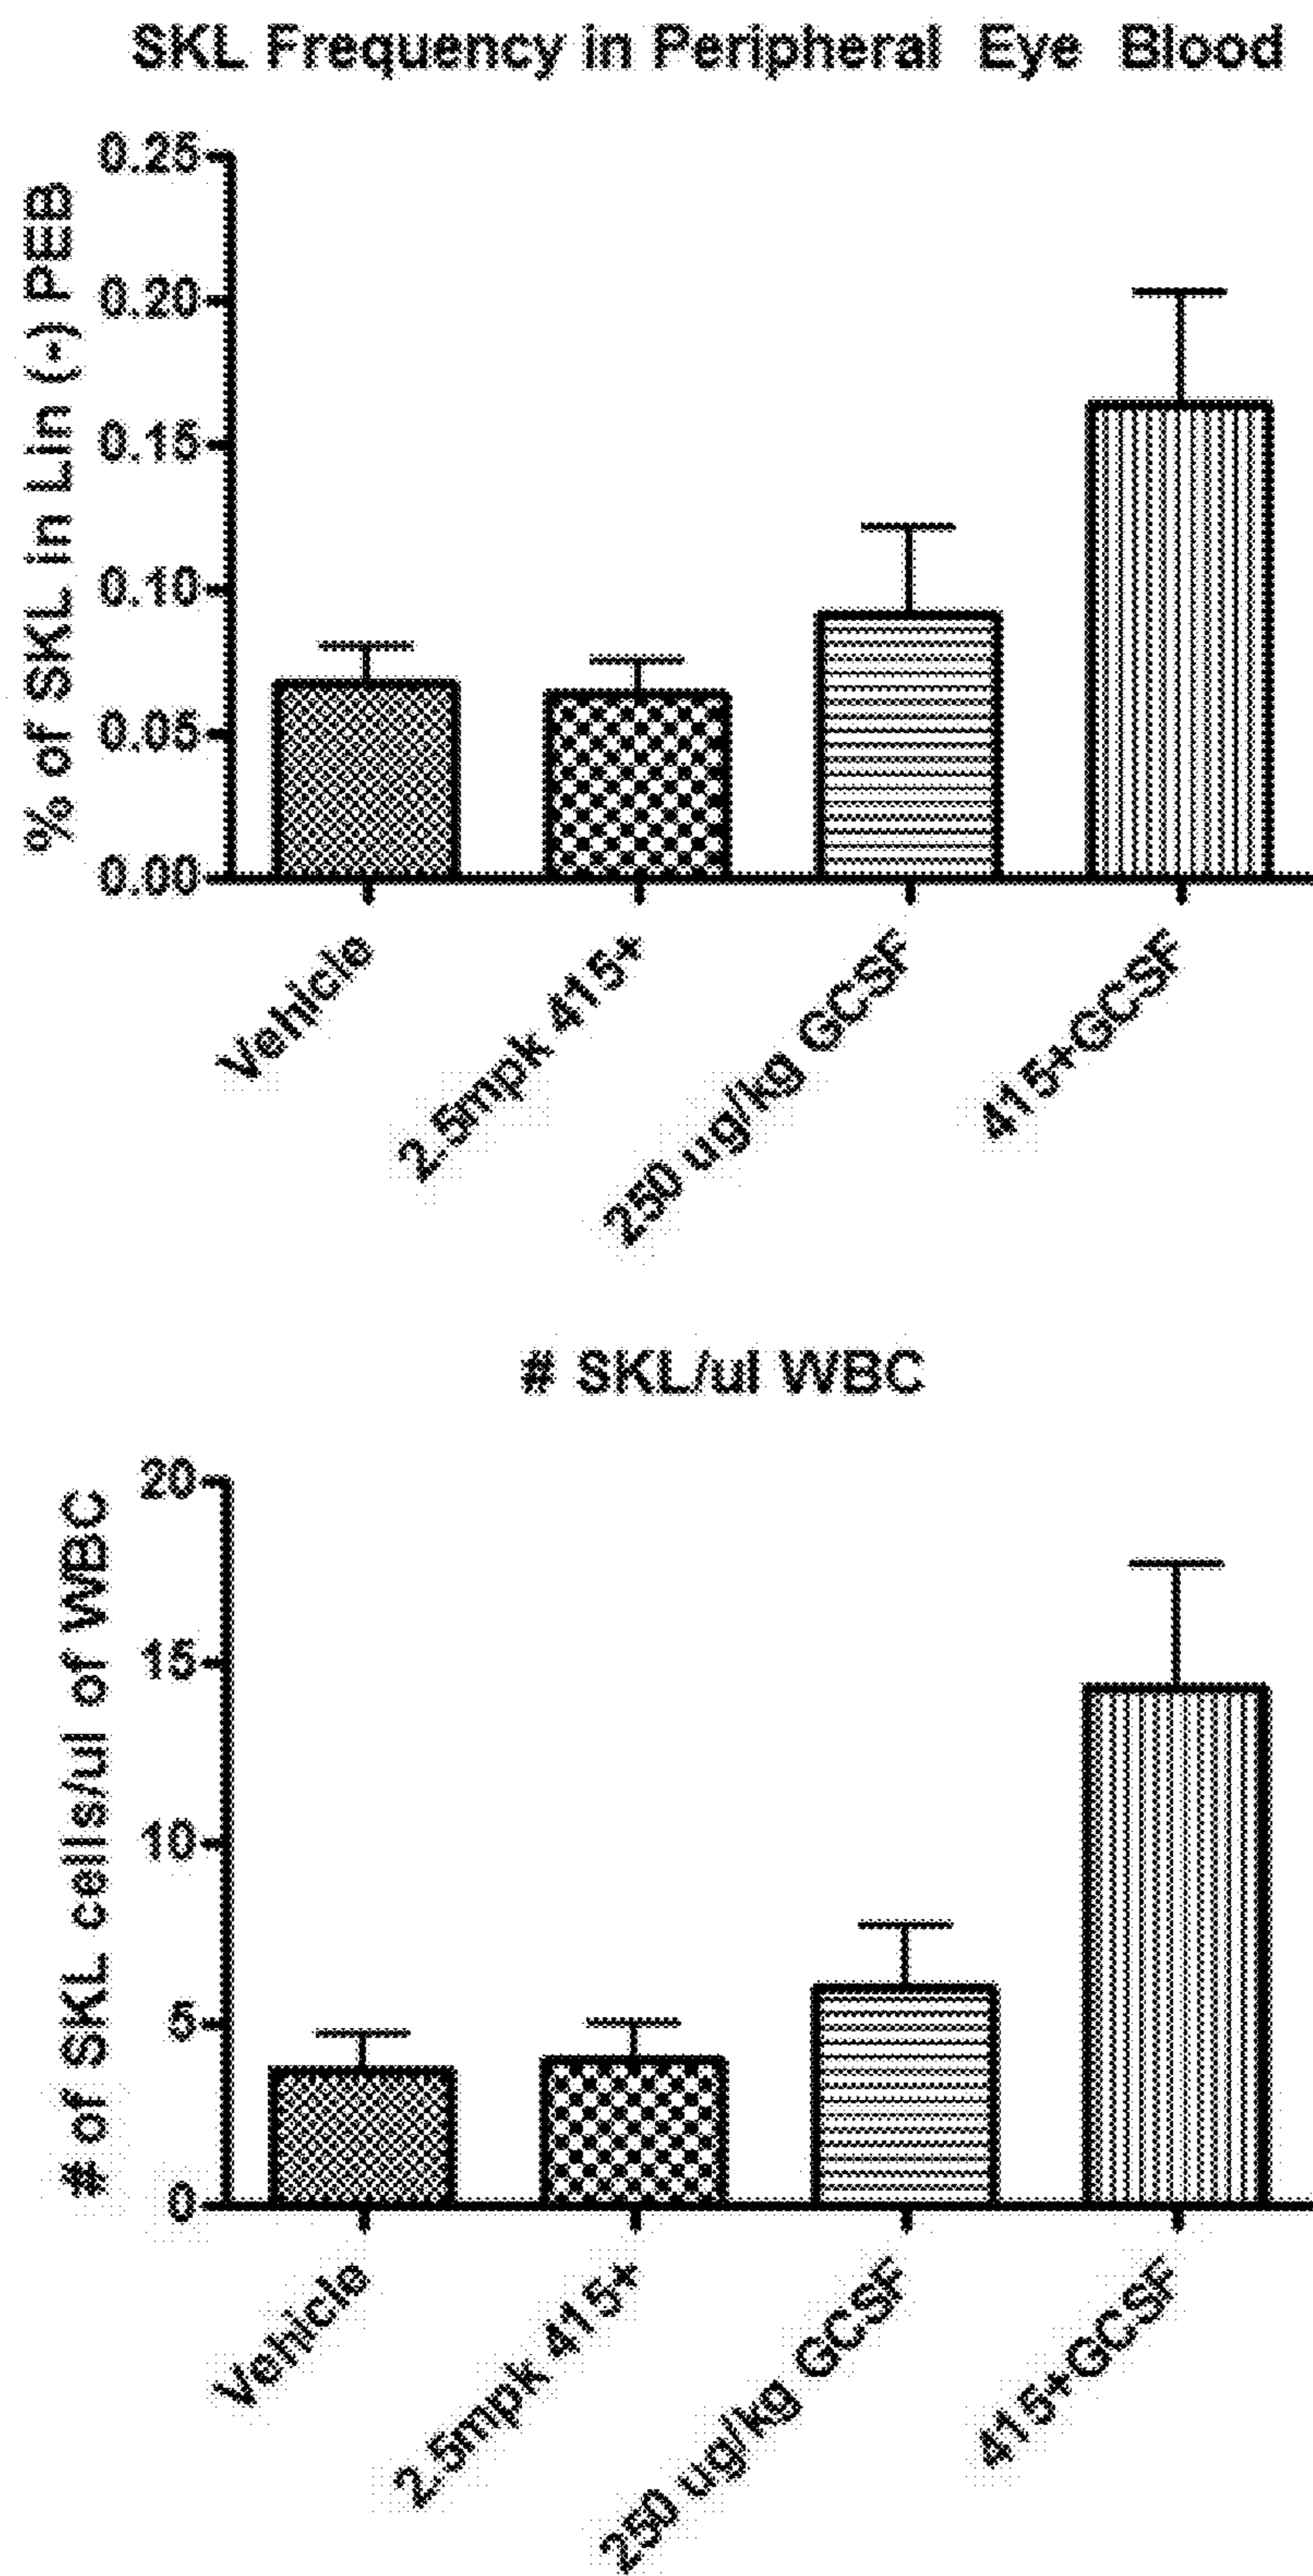 SKL Frequency in Peripheral Eye Blood
% of SKL in Lin (-) PEB
0.25
0.20
0.15
0.10
0.05
0.00
Vehicle
2.5mpk 415+
250 ug/kg GCSF
415+GCSF
# SKL/ul WBC
# of SKL cells/ul of WBC
20
15
10
5
0
Vehicle
2.5mpk 415+
250 ug/kg GCSF
415+GCSF